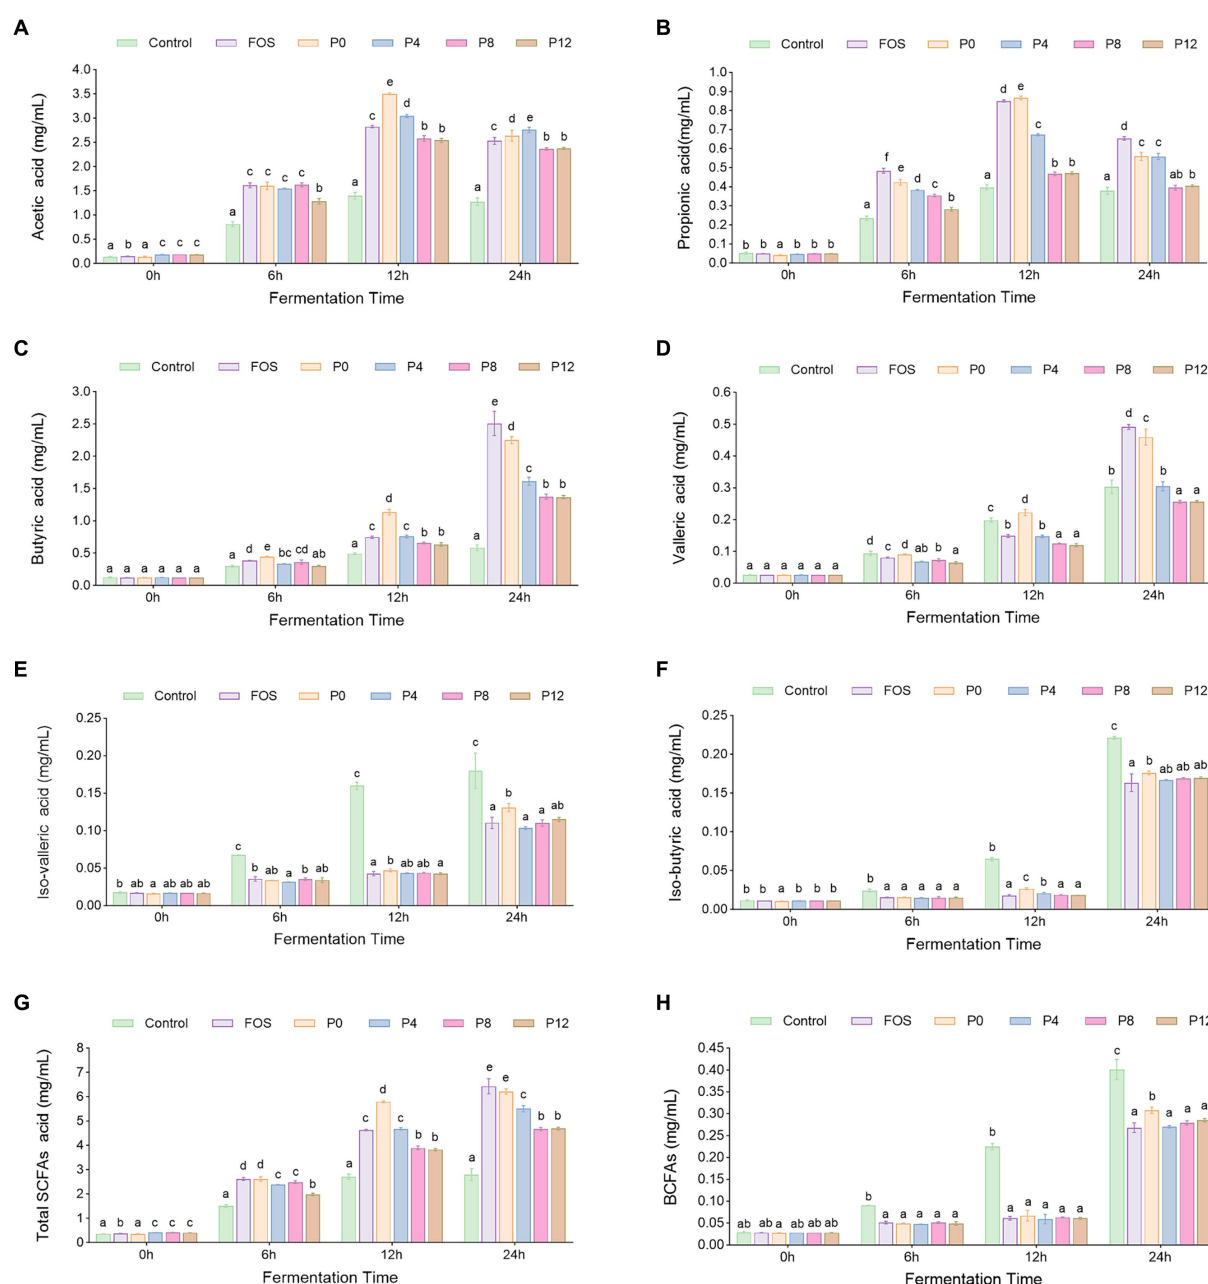 A
Control FOS P0 P4 P8 P12
Acetic acid (mg/mL)
4.0
3.5
3.0
2.5
2.0
1.5
1.0
0.5
0.0
a b a c c c
a c c c c b
a c e d b b
a c d e b b
0h 6h 12h 24h
Fermentation Time
B
Control FOS P0 P4 P8 P12
Propionic acid(mg/mL)
1.0
0.9
0.8
0.7
0.6
0.5
0.4
0.3
0.2
0.1
0.0
b b a b b b
a f e d c b
a d e c b b
a d c c ab b
0h 6h 12h 24h
Fermentation Time
C
Control FOS P0 P4 P8 P12
Butyric acid (mg/mL)
3.0
2.5
2.0
1.5
1.0
0.5
0.0
a a a a a a
a d e bc cd ab
a c d c b b
a e d c b b
0h 6h 12h 24h
Fermentation Time
D
Control FOS P0 P4 P8 P12
Valleric acid (mg/mL)
0.6
0.5
0.4
0.3
0.2
0.1
0.0
a a a a a a
d c d ab b a
c b d b a a
b d c b a a
0h 6h 12h 24h
Fermentation Time
E
Control FOS P0 P4 P8 P12
Iso-valleric acid (mg/mL)
0.25
0.20
0.15
0.10
0.05
0.00
b ab a ab ab ab
c b ab a b ab
c a b ab ab a
c a b a a ab
0h 6h 12h 24h
Fermentation Time
F
Control FOS P0 P4 P8 P12
Iso-butyric acid (mg/mL)
0.25
0.20
0.15
0.10
0.05
0.00
b b a b b b
b a a a a a
b a c b a a
c a b ab ab ab
0h 6h 12h 24h
Fermentation Time
G
Control FOS P0 P4 P8 P12
Total SCFAs acid (mg/mL)
8
7
6
5
4
3
2
1
0
a b a c c c
a d d c c b
a c d c b b
a e e c b b
0h 6h 12h 24h
Fermentation Time
H
Control FOS P0 P4 P8 P12
BCFAs (mg/mL)
0.45
0.40
0.35
0.30
0.25
0.20
0.15
0.10
0.05
0.00
ab ab a ab ab ab
b a a a a a
b a a a a a
c a b a a a
0h 6h 12h 24h
Fermentation Time